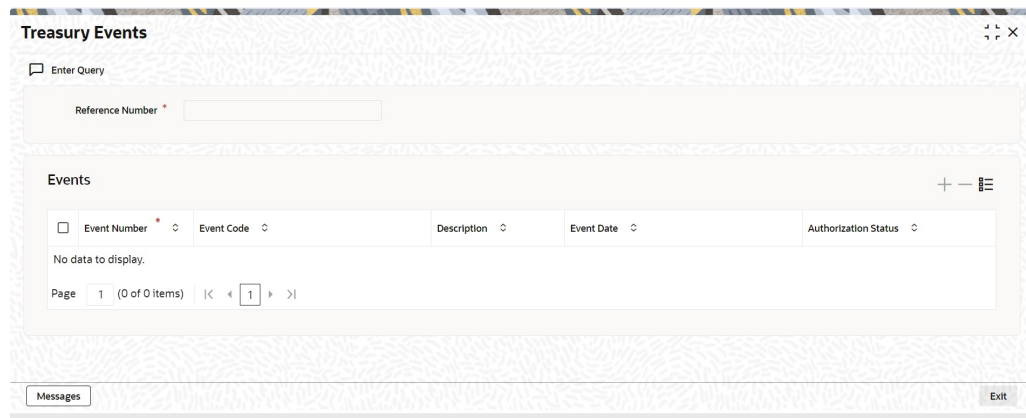 Treasury Events
Enter Query
Reference Number *
Events
Event Number * Event Code Description Event Date Authorization Status
No data to display.
Page 1 (0 of 0 items) 1
Messages Exit